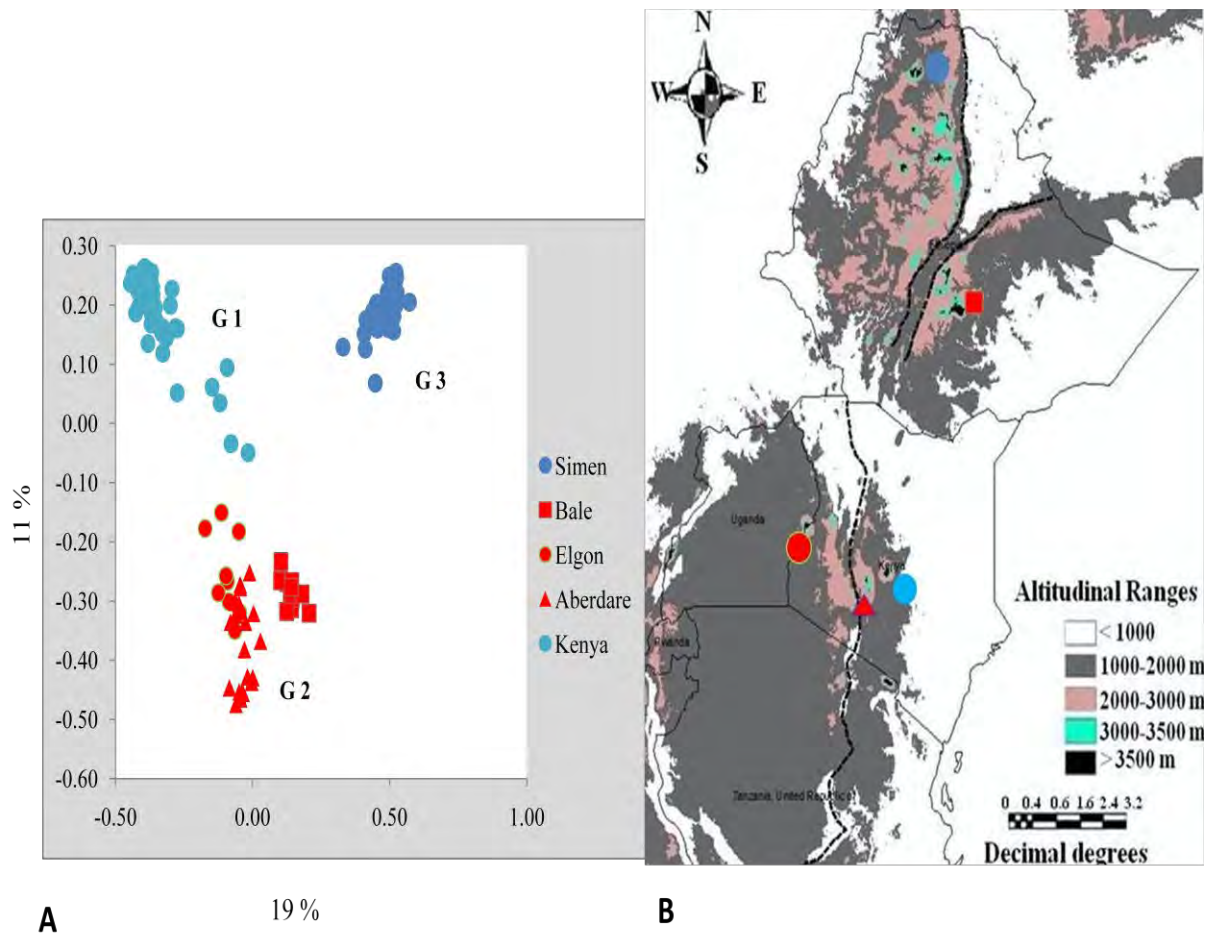 0.30
0.20
0.10
0.00
-0.10
-0.20
-0.30
-0.40
-0.50
-0.60
-0.50
0.00
0.50
1.00
11 %
19 %
G 1
G 3
G 2
Simen
Bale
Elgon
Aberdare
Kenya
A
N
W
E
S
Uganda
Kenya
Rwanda
Tanzania, United Republic of
Altitudinal Ranges
< 1000
1000-2000 m
2000-3000 m
3000-3500 m
>3500 m
0 0.4 0.6 1.6 2.4 3.2
Decimal degrees
B